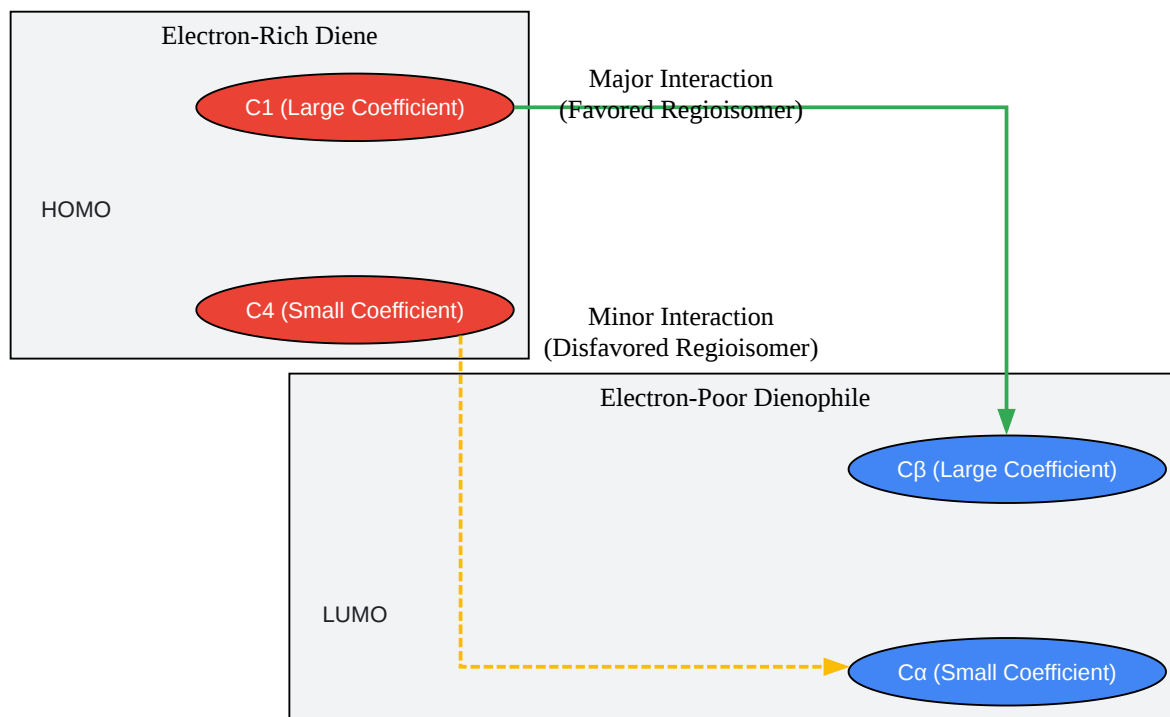 Electron-Rich Diene
C1 (Large Coefficient)
Major Interaction
(Favored Regioisomer)
HOMO
C4 (Small Coefficient)
Minor Interaction
(Disfavored Regioisomer)
Electron-Poor Dienophile
Cβ (Large Coefficient)
LUMO
Cα (Small Coefficient)